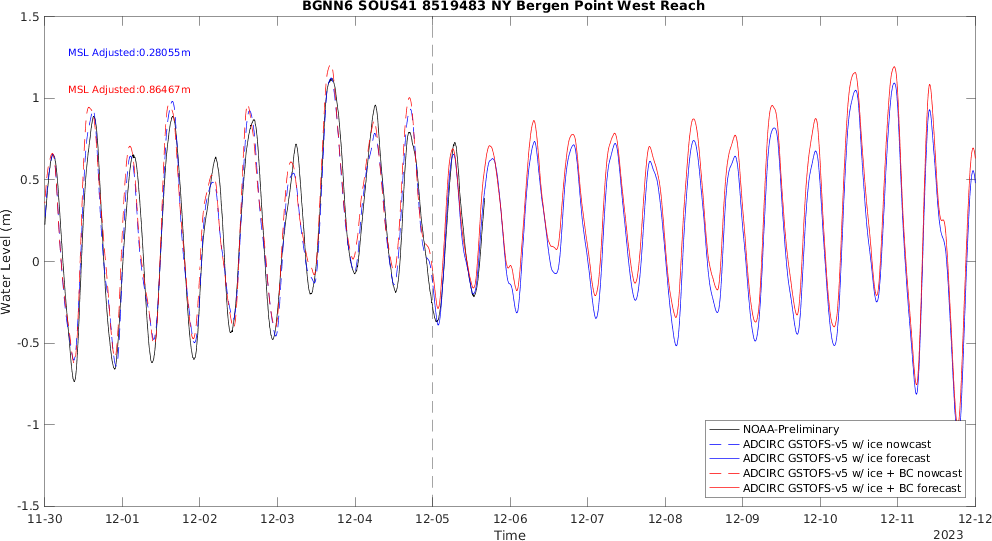 BGNN6 SOUS41 8519483 NY Bergen Point West Reach
MSL Adjusted:0.28055m
MSL Adjusted:0.86467m
Water Level (m)
1.5
1
0.5
0
-0.5
-1
-1.5
NOAA-Preliminary
ADCIRC GSTOFS-v5 w/ ice nowcast
ADCIRC GSTOFS-v5 w/ ice forecast
ADCIRC GSTOFS-v5 w/ ice + BC nowcast
ADCIRC GSTOFS-v5 w/ ice + BC forecast
11-30 12-01 12-02 12-03 12-04 12-05 12-06 12-07 12-08 12-09 12-10 12-11 12-12
Time
2023